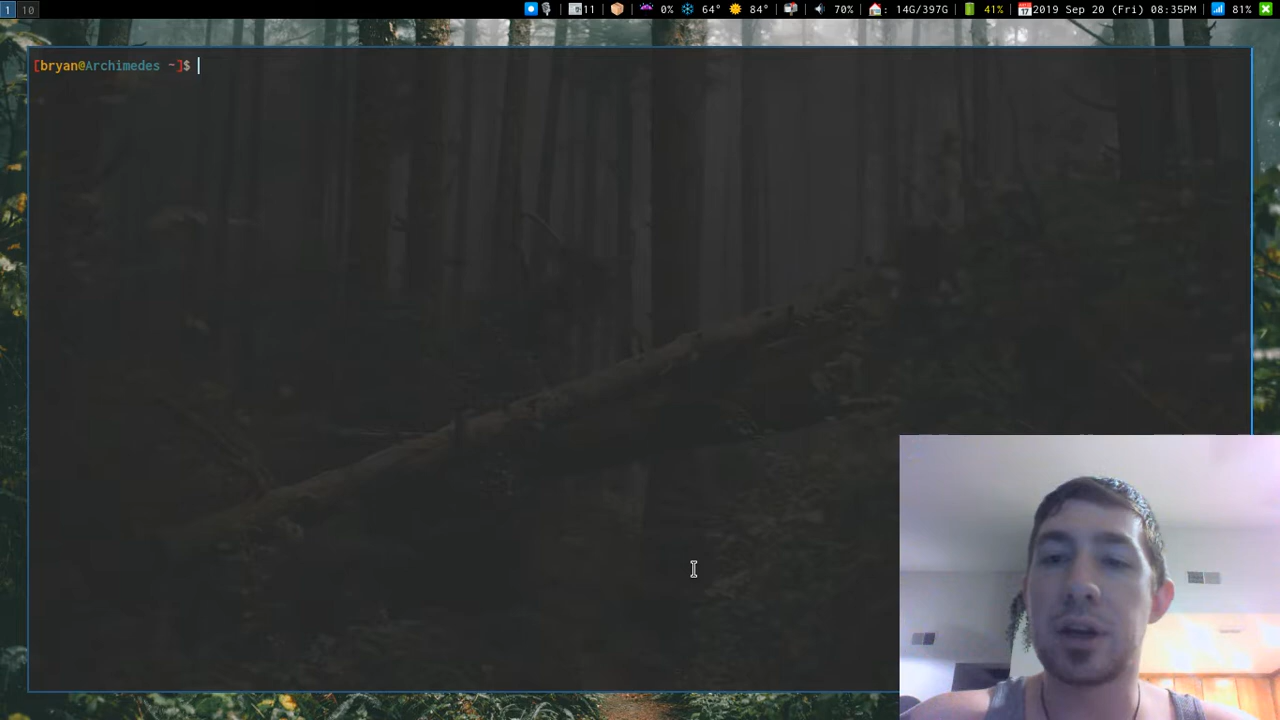 1 10 11 0% 64° 84° 70% : 14G/397G 41% 2019 Sep 20 (Fri) 08:35PM 81%
[bryan@Archimedes ~]$